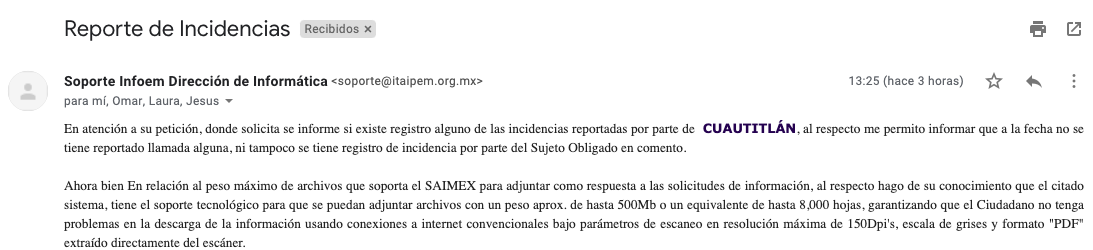 Reporte de Incidencias Recibidos ×
Soporte Infoem Dirección de Informática <soporte@itaipem.org.mx> 13:25 (hace 3 horas)
para mí, Omar, Laura, Jesus
En atención a su petición, donde solicita se informe si existe registro alguno de las incidencias reportadas por parte de CUAUTITLÁN, al respecto me permito informar que a la fecha no se
tiene reportado llamada alguna, ni tampoco se tiene registro de incidencia por parte del Sujeto Obligado en comento.
Ahora bien En relación al peso máximo de archivos que soporta el SAIMEX para adjuntar como respuesta a las solicitudes de información, al respecto hago de su conocimiento que el citado
sistema, tiene el soporte tecnológico para que se puedan adjuntar archivos con un peso aprox. de hasta 500Mb o un equivalente de hasta 8,000 hojas, garantizando que el Ciudadano no tenga
problemas en la descarga de la información usando conexiones a internet convencionales bajo parámetros de escaneo en resolución máxima de 150Dpi's, escala de grises y formato "PDF"
extraído directamente del escáner.